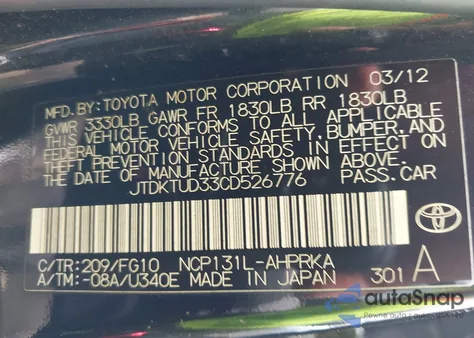 MFD. BY: TOYOTA MOTOR CORPORATION 03/12
GVWR 3330LB GAWR FR 1830LB RR 1830LB
THIS VEHICLE CONFORMS TO ALL APPLICABLE
FEDERAL MOTOR VEHICLE SAFETY, BUMPER, AND
THEFT PREVENTION STANDARDS IN EFFECT ON
THE DATE OF MANUFACTURE SHOWN ABOVE.
JTDKTUD33CD526776 PASS.CAR
TOYOTA
C/TR: 209/FG10 NCP131L-AHPRKA
A/TM: -08A/U340E MADE IN JAPAN 301 A
autoSnap